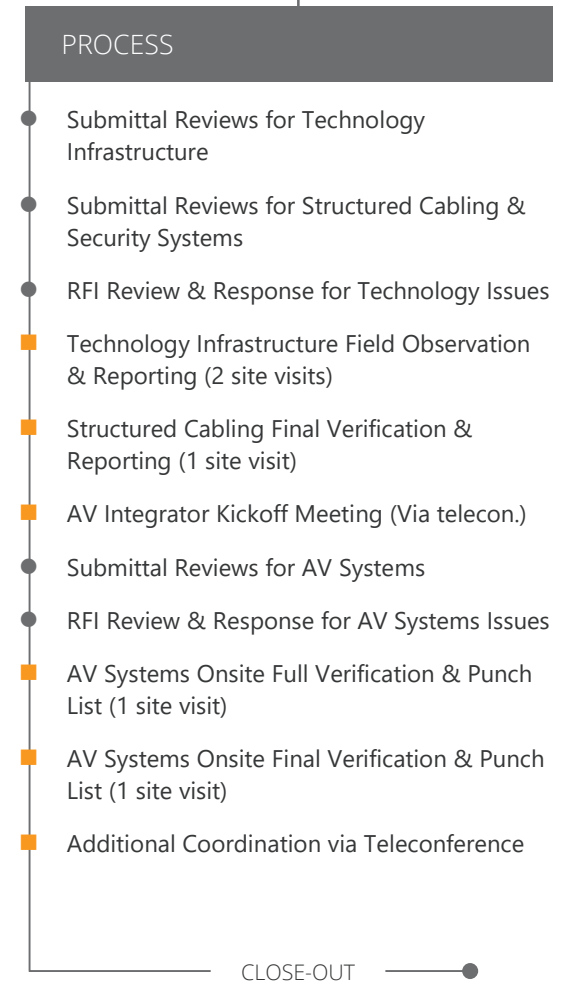 PROCESS
Submittal Reviews for Technology
Infrastructure
Submittal Reviews for Structured Cabling &
Security Systems
RFI Review & Response for Technology Issues
Technology Infrastructure Field Observation
& Reporting (2 site visits)
Structured Cabling Final Verification &
Reporting (1 site visit)
AV Integrator Kickoff Meeting (Via telecon.)
Submittal Reviews for AV Systems
RFI Review & Response for AV Systems Issues
AV Systems Onsite Full Verification & Punch
List (1 site visit)
AV Systems Onsite Final Verification & Punch
List (1 site visit)
Additional Coordination via Teleconference
CLOSE-OUT